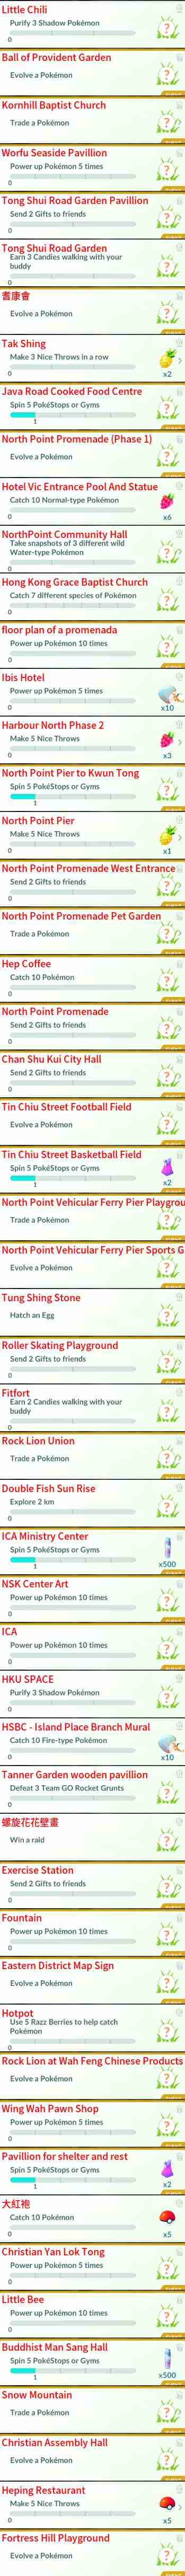 Little Chili
Purify 3 Shadow Pokémon
0
Ball of Provident Garden
Evolve a Pokémon
Kornhill Baptist Church
Trade a Pokémon
Worfu Seaside Pavillion
Power up Pokémon 5 times
0
Tong Shui Road Garden Pavillion
Send 2 Gifts to friends
0
Tong Shui Road Garden
Earn 3 Candies walking with your
buddy
0
耆康會
Evolve a Pokémon
Tak Shing
Make 3 Nice Throws in a row
0
x2
Java Road Cooked Food Centre
Spin 5 PokéStops or Gyms
1
North Point Promenade (Phase 1)
Evolve a Pokémon
Hotel Vic Entrance Pool And Statue
Catch 10 Normal-type Pokémon
0
x6
NorthPoint Community Hall
Take snapshots of 3 different wild
Water-type Pokémon
0
Hong Kong Grace Baptist Church
Catch 7 different species of Pokémon
0
floor plan of a promenada
Power up Pokémon 10 times
0
Ibis Hotel
Power up Pokémon 5 times
0
x10
Harbour North Phase 2
Make 5 Nice Throws
0
x3
North Point Pier to Kwun Tong
Spin 5 PokéStops or Gyms
1
North Point Pier
Make 5 Nice Throws
0
x1
North Point Promenade West Entrance
Send 2 Gifts to friends
0
North Point Promenade Pet Garden
Trade a Pokémon
Hep Coffee
Catch 10 Pokémon
0
North Point Promenade
Send 2 Gifts to friends
0
Chan Shu Kui City Hall
Send 2 Gifts to friends
0
Tin Chiu Street Football Field
Evolve a Pokémon
Tin Chiu Street Basketball Field
Spin 5 PokéStops or Gyms
1
x2
North Point Vehicular Ferry Pier Playgrou
Trade a Pokémon
North Point Vehicular Ferry Pier Sports G
Evolve a Pokémon
Tung Shing Stone
Hatch an Egg
Roller Skating Playground
Send 2 Gifts to friends
0
Fitfort
Earn 2 Candies walking with your
buddy
0
Rock Lion Union
Trade a Pokémon
Double Fish Sun Rise
Explore 2 km
0
ICA Ministry Center
Spin 5 PokéStops or Gyms
1
x500
NSK Center Art
Power up Pokémon 10 times
0
ICA
Power up Pokémon 10 times
0
HKU SPACE
Purify 3 Shadow Pokémon
0
HSBC - Island Place Branch Mural
Catch 10 Fire-type Pokémon
0
x10
Tanner Garden wooden pavillion
Defeat 3 Team GO Rocket Grunts
0
螺旋花花壁畫
Win a raid
Exercise Station
Send 2 Gifts to friends
0
Fountain
Power up Pokémon 10 times
0
Eastern District Map Sign
Evolve a Pokémon
Hotpot
Use 5 Razz Berries to help catch
Pokémon
0
Rock Lion at Wah Feng Chinese Products
Evolve a Pokémon
Wing Wah Pawn Shop
Power up Pokémon 5 times
0
Pavillion for shelter and rest
Spin 5 PokéStops or Gyms
1
x2
大紅袍
Catch 10 Pokémon
0
x5
Christian Yan Lok Tong
Power up Pokémon 5 times
0
Little Bee
Power up Pokémon 10 times
0
Buddhist Man Sang Hall
Spin 5 PokéStops or Gyms
1
x500
Snow Mountain
Trade a Pokémon
Christian Assembly Hall
Evolve a Pokémon
Heping Restaurant
Make 5 Nice Throws
0
x5
Fortress Hill Playground
Evolve a Pokémon